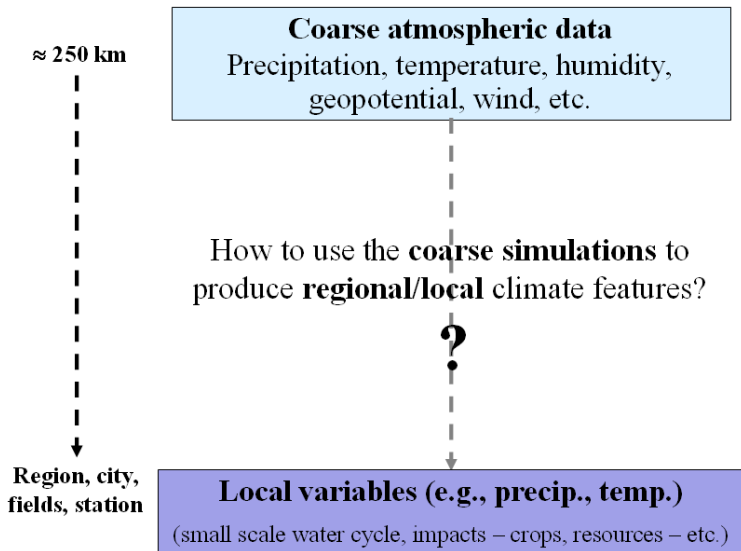 Coarse atmospheric data
Precipitation, temperature, humidity,
geopotential, wind, etc.
≈ 250 km
How to use the coarse simulations to
produce regional/local climate features?
?
Region, city,
fields, station
Local variables (e.g., precip., temp.)
(small scale water cycle, impacts – crops, resources – etc.)